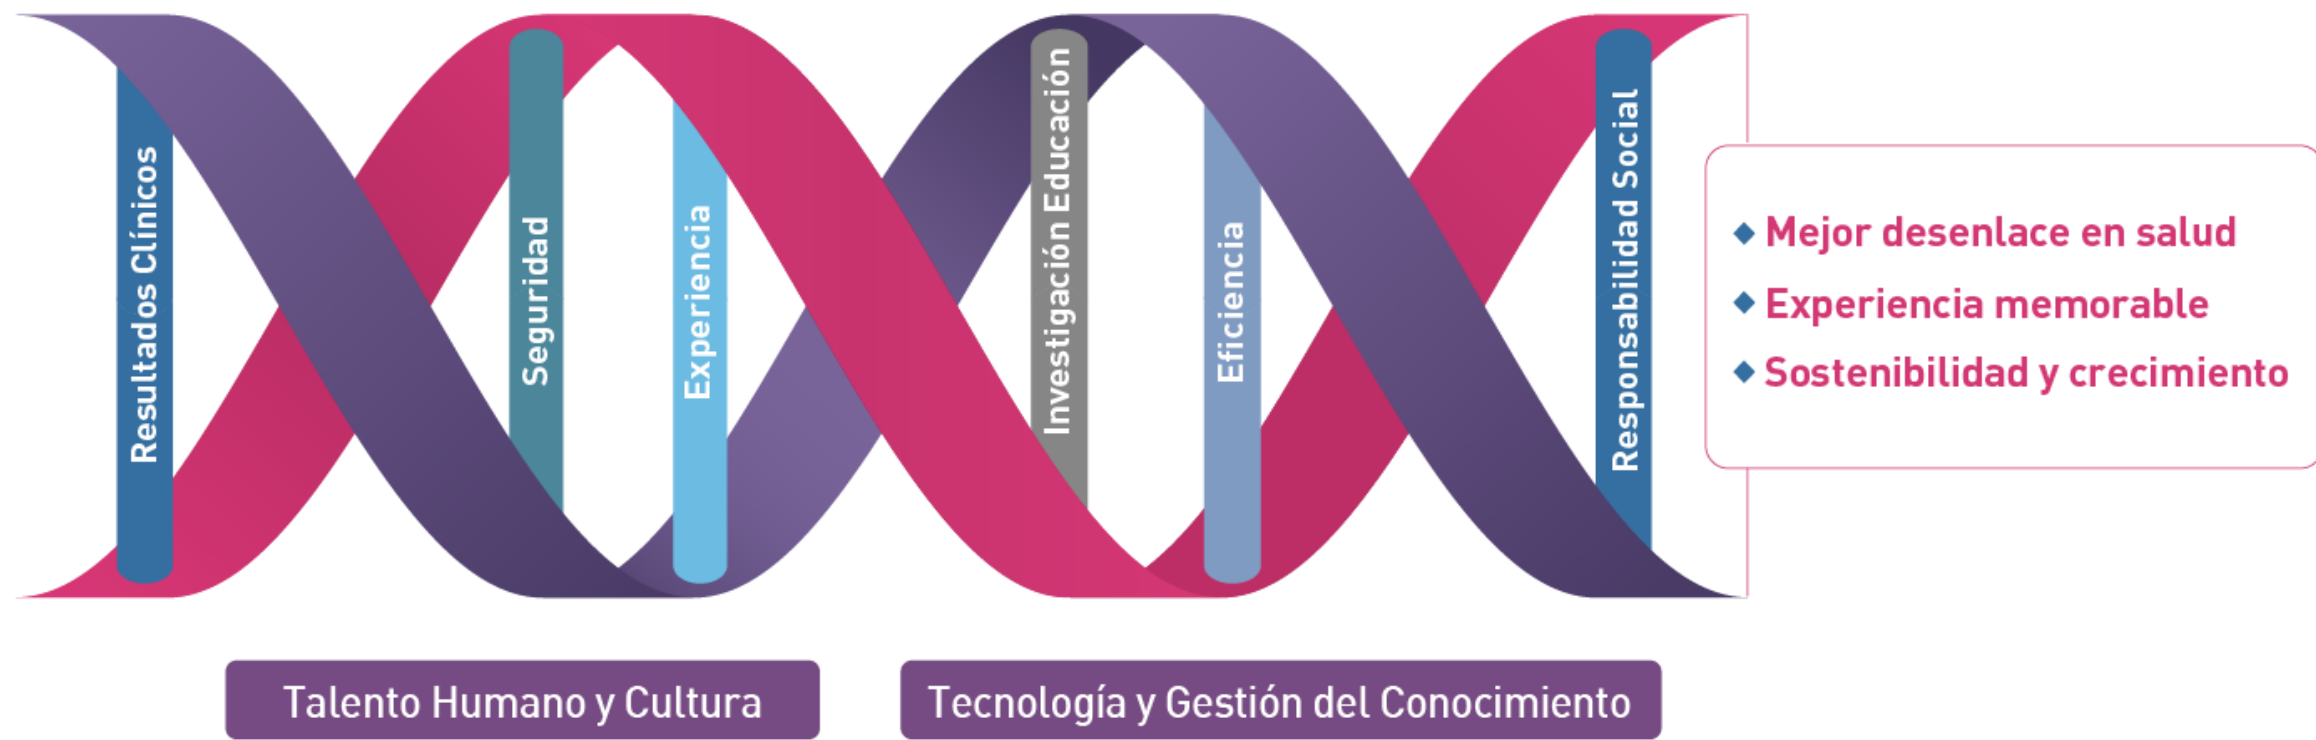 Resultados Clínicos
Seguridad
Experiencia
Investigación Educación
Eficiencia
Responsabilidad Social
Mejor desenlace en salud
Experiencia memorable
Sostenibilidad y crecimiento
Talento Humano y Cultura
Tecnología y Gestión del Conocimiento